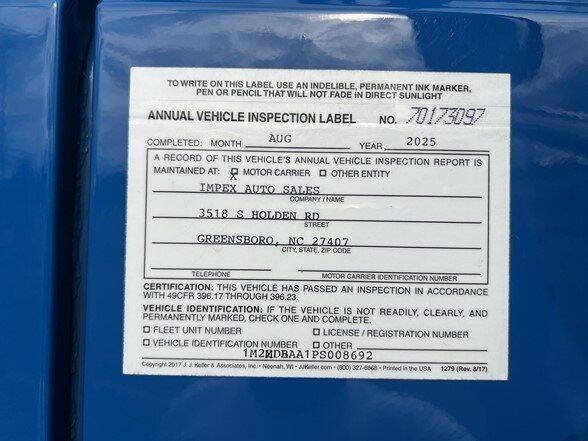 TO WRITE ON THIS LABEL USE AN INDELIBLE, PERMANENT INK MARKER,
PEN OR PENCIL THAT WILL NOT FADE IN DIRECT SUNLIGHT
ANNUAL VEHICLE INSPECTION LABEL NO. 70173097
COMPLETED: MONTH AUG YEAR 2025
A RECORD OF THIS VEHICLE'S ANNUAL VEHICLE INSPECTION REPORT IS
MAINTAINED AT: X MOTOR CARRIER ☐ OTHER ENTITY
IMPEX AUTO SALES
COMPANY / NAME
3518 S HOLDEN RD
STREET
GREENSBORO, NC 27407
CITY, STATE, ZIP CODE
TELEPHONE MOTOR CARRIER IDENTIFICATION NUMBER
CERTIFICATION: THIS VEHICLE HAS PASSED AN INSPECTION IN ACCORDANCE
WITH 49CFR 396.17 THROUGH 396.23.
VEHICLE IDENTIFICATION: IF THE VEHICLE IS NOT READILY, CLEARLY, AND
PERMANENTLY MARKED, CHECK ONE AND COMPLETE.
☐ FLEET UNIT NUMBER ☐ LICENSE / REGISTRATION NUMBER
☐ VEHICLE IDENTIFICATION NUMBER ☐ OTHER
1M2MDBAA1PS008692
Copyright 2017 J. J. Keller & Associates, Inc. • Neenah, WI • JJKeller.com • (800) 327-6868 • Printed in the USA 1279 (Rev. 8/17)